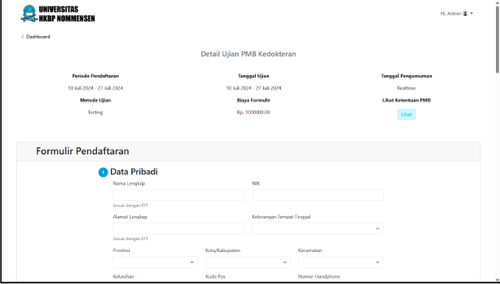 UNIVERSITAS
HKBP NOMMENSEN
Hi, Admin
< Dashboard
Detail Ujian PMB Kedokteran
Periode Pendaftaran
Tanggal Ujian
Tanggal Pengumuman
10 Juli 2024 - 27 Juli 2024
10 Juli 2024 - 27 Juli 2024
Realtime
Metode Ujian
Biaya Formulir
Lihat Ketentuan PMB
Testing
Rp. 1000000.00
Lihat
Formulir Pendaftaran
1 Data Pribadi
Nama Lengkap
NIK
Sesuai dengan KTP
Alamat Lengkap
Keterangan Tempat Tinggal
Sesuai dengan KTP
Provinsi
Kota/Kabupaten
Kecamatan
Kelurahan
Kode Pos
Nomor Handphone